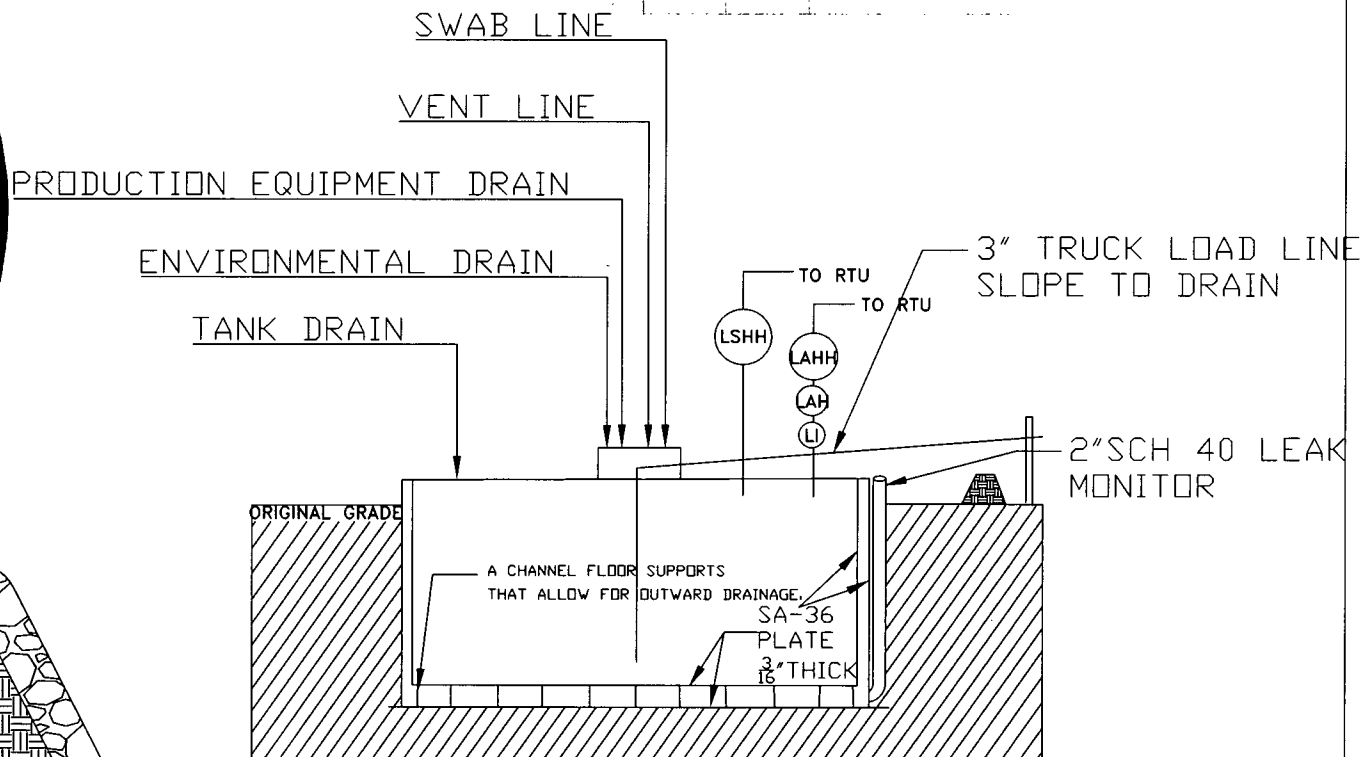 SWAB LINE
VENT LINE
PRODUCTION EQUIPMENT DRAIN
ENVIRONMENTAL DRAIN
TANK DRAIN
TO RTU
TO RTU
3" TRUCK LOAD LINE
SLOPE TO DRAIN
LSHH
LAHH
LAH
LI
2"SCH 40 LEAK
MONITOR
ORIGINAL GRADE
A CHANNEL FLOOR SUPPORTS
THAT ALLOW FOR OUTWARD DRAINAGE.
SA-36
PLATE
3/16" THICK